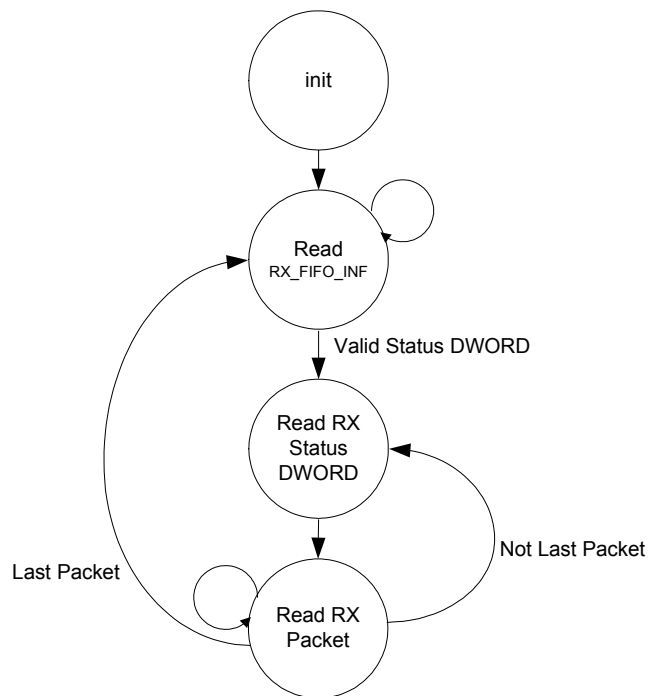 init
Read
RX_FIFO_INF
Valid Status DWORD
Read RX
Status
DWORD
Not Last Packet
Last Packet
Read RX
Packet